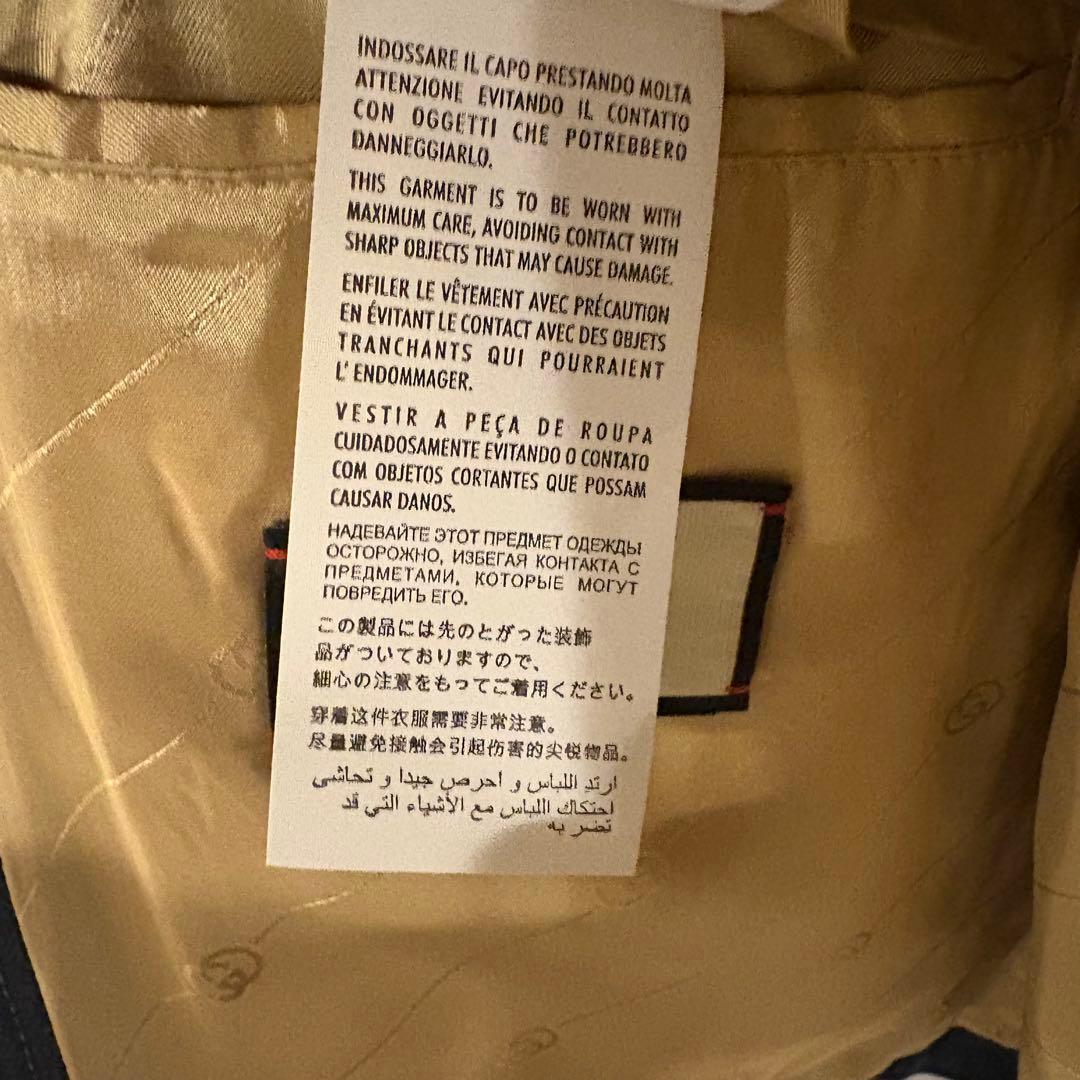 INDOSSARE IL CAPO PRESTANDO MOLTA
ATTENZIONE EVITANDO IL CONTATTO
CON OGGETTI CHE POTREBBERO
DANNEGGIARLO.
THIS GARMENT IS TO BE WORN WITH
MAXIMUM CARE, AVOIDING CONTACT WITH
SHARP OBJECTS THAT MAY CAUSE DAMAGE.
ENFILER LE VÊTEMENT AVEC PRÉCAUTION
EN ÉVITANT LE CONTACT AVEC DES OBJETS
TRANCHANTS QUI POURRAIENT
L' ENDOMMAGER.
VESTIR A PEÇA DE ROUPA
CUIDADOSAMENTE EVITANDO O CONTATO
COM OBJETOS CORTANTES QUE POSSAM
CAUSAR DANOS.
НАДЕВАЙТЕ ЭТОТ ПРЕДМЕТ ОДЕЖДЫ
ОСТОРОЖНО, ИЗБЕГАЯ КОНТАКТА С
ПРЕДМЕТАМИ, КОТОРЫЕ МОГУТ
ПОВРЕДИТЬ ЕГО.
この製品には先のとがった装飾
品がついておりますので、
細心の注意をもってご着用ください。
穿着这件衣服需要非常注意。
尽量避免接触会引起伤害的尖锐物品。
ارتد اللباس و احرص جيدا و تحاشى
احتكاك اللباس مع الأشياء التي قد
تضر به